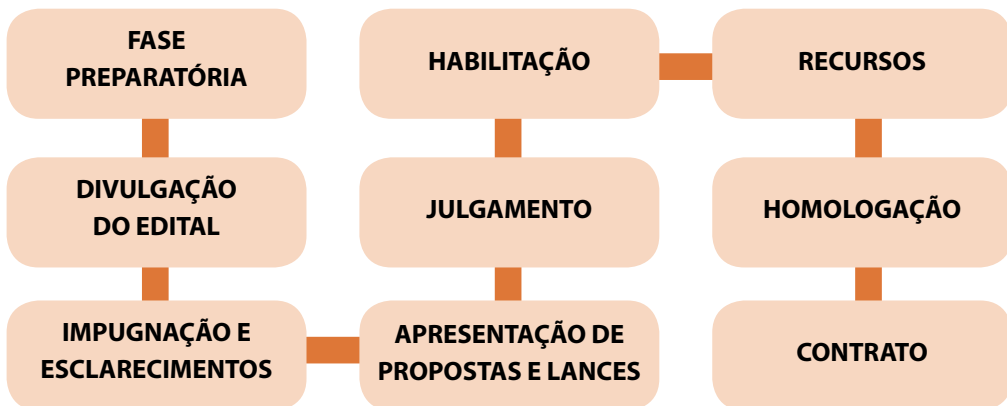 FASE
PREPARATÓRIA
DIVULGAÇÃO
DO EDITAL
IMPUGNAÇÃO E
ESCLARECIMENTOS
APRESENTAÇÃO DE
PROPOSTAS E LANCES
JULGAMENTO
HABILITAÇÃO
RECURSOS
HOMOLOGAÇÃO
CONTRATO